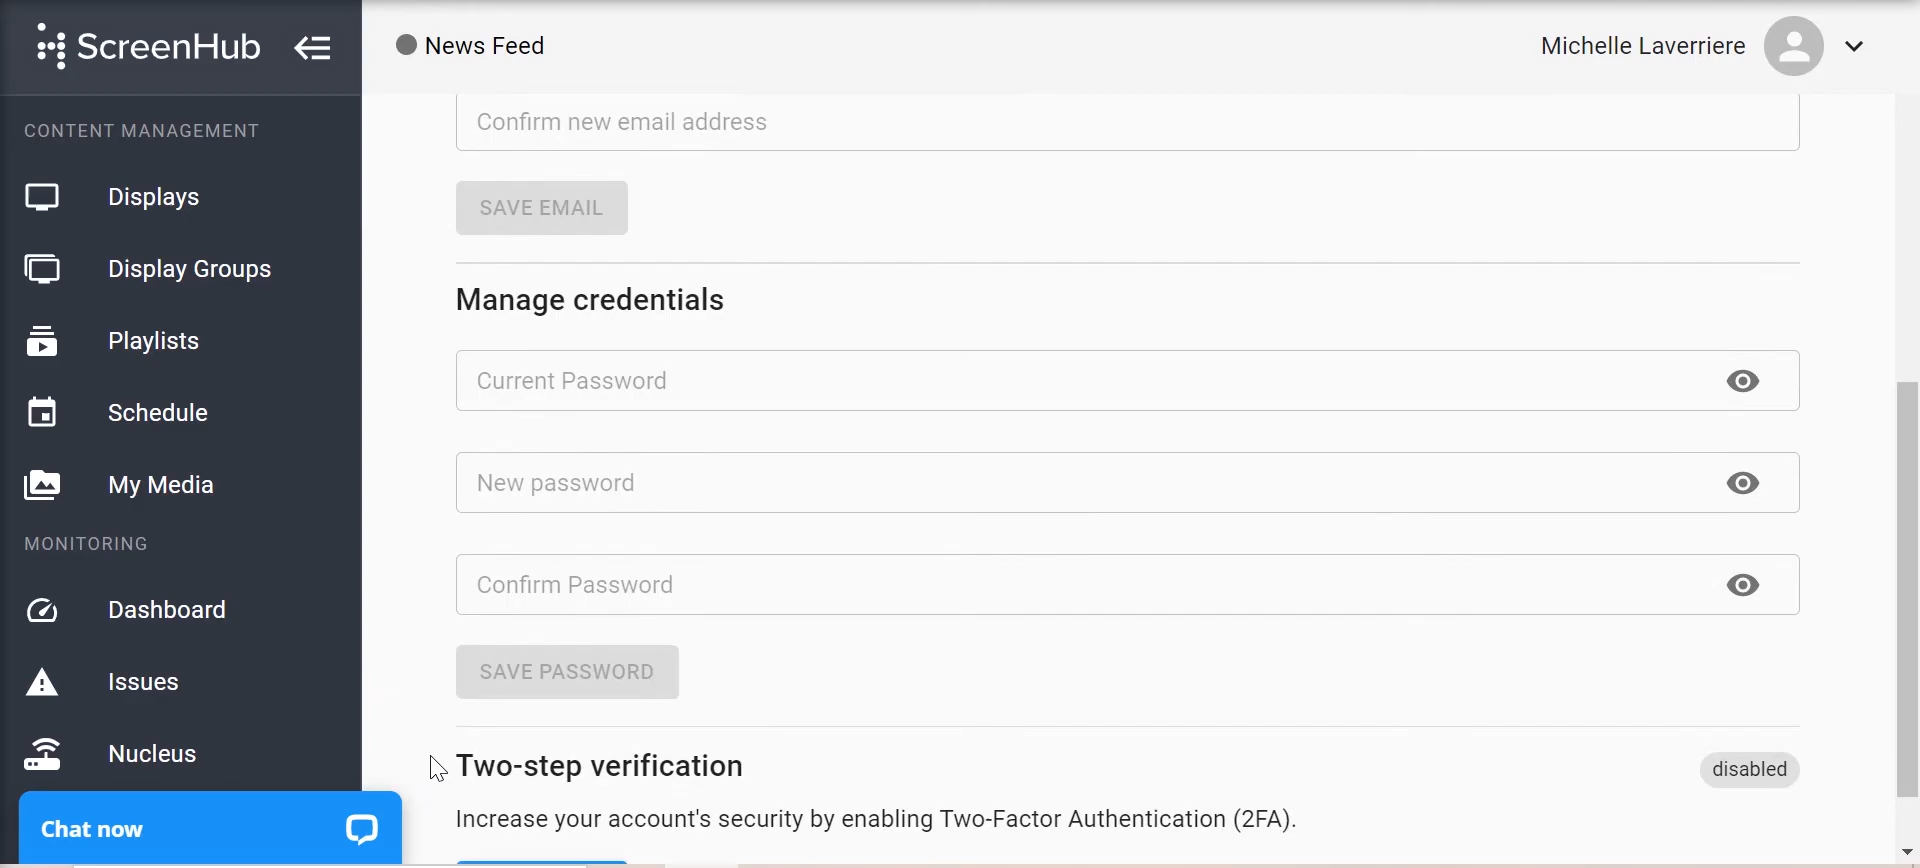 ScreenHub
News Feed
Michelle Laverriere
CONTENT MANAGEMENT
Displays
Display Groups
Playlists
Schedule
My Media
MONITORING
Dashboard
Issues
Nucleus
Chat now
Confirm new email address
SAVE EMAIL
Manage credentials
Current Password
New password
Confirm Password
SAVE PASSWORD
Two-step verification
disabled
Increase your account's security by enabling Two-Factor Authentication (2FA).